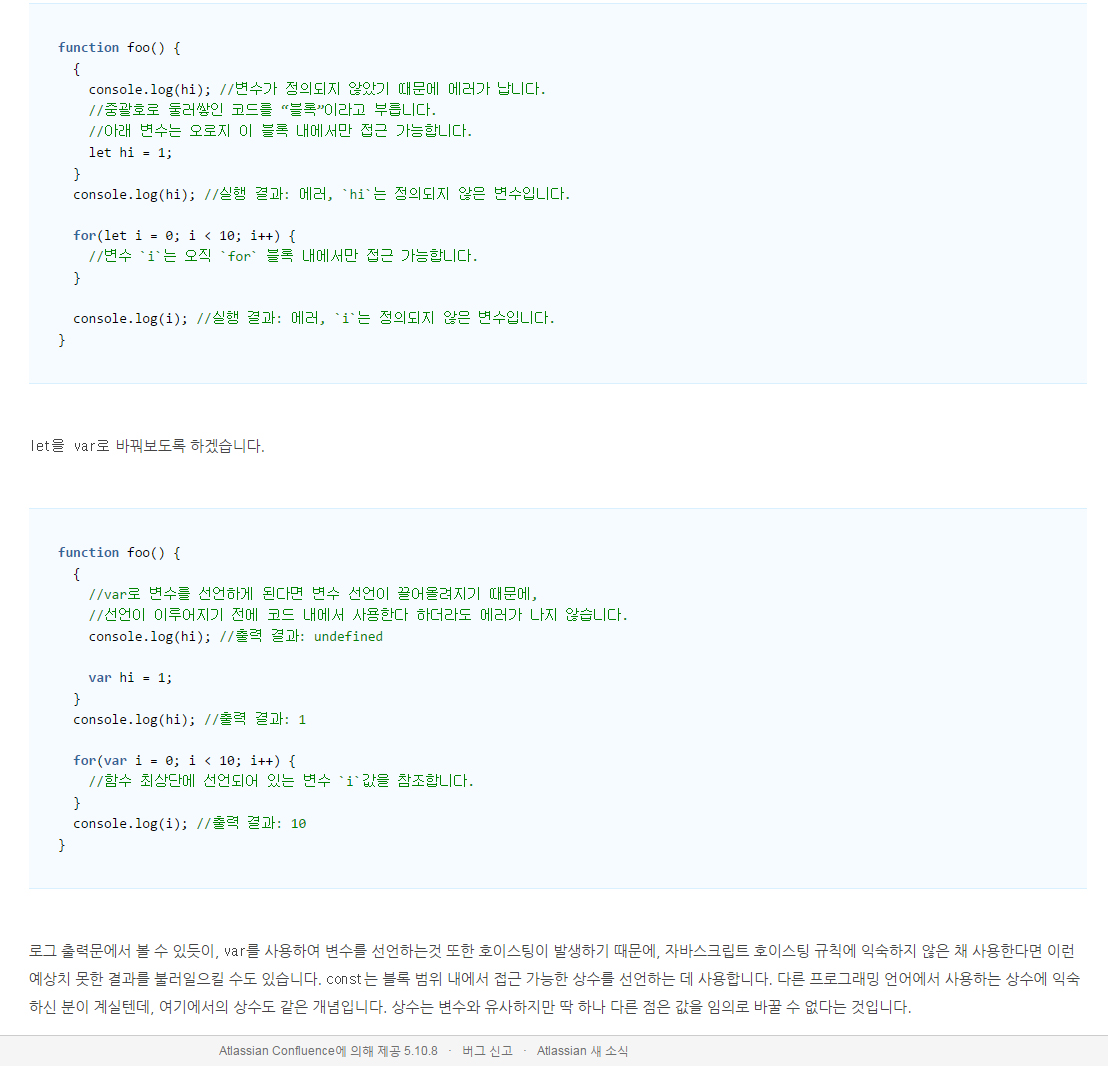 function foo() {
  {
    console.log(hi); //변수가 정의되지 않았기 때문에 에러가 납니다.
    //중괄호로 둘러쌓인 코드를 “블록”이라고 부릅니다.
    //아래 변수는 오로지 이 블록 내에서만 접근 가능합니다.
    let hi = 1;
  }
  console.log(hi); //실행 결과: 에러, `hi`는 정의되지 않은 변수입니다.

  for(let i = 0; i < 10; i++) {
    //변수 `i`는 오직 `for` 블록 내에서만 접근 가능합니다.
  }

  console.log(i); //실행 결과: 에러, `i`는 정의되지 않은 변수입니다.
}

let을 var로 바꿔보도록 하겠습니다.

function foo() {
  {
    //var로 변수를 선언하게 된다면 변수 선언이 끌어올려지기 때문에,
    //선언이 이루어지기 전에 코드 내에서 사용한다 하더라도 에러가 나지 않습니다.
    console.log(hi); //출력 결과: undefined

    var hi = 1;
  }
  console.log(hi); //출력 결과: 1

  for(var i = 0; i < 10; i++) {
    //함수 최상단에 선언되어 있는 변수 `i`값을 참조합니다.
  }
  console.log(i); //출력 결과: 10
}

로그 출력문에서 볼 수 있듯이, var를 사용하여 변수를 선언하는것 또한 호이스팅이 발생하기 때문에, 자바스크립트 호이스팅 규칙에 익숙하지 않은 채 사용한다면 이런
예상치 못한 결과를 불러일으킬 수도 있습니다. const는 블록 범위 내에서 접근 가능한 상수를 선언하는 데 사용합니다. 다른 프로그래밍 언어에서 사용하는 상수에 익숙
하신 분이 계실텐데, 여기에서의 상수도 같은 개념입니다. 상수는 변수와 유사하지만 딱 하나 다른 점은 값을 임의로 바꿀 수 없다는 것입니다.
Atlassian Confluence에 의해 제공 5.10.8 · 버그 신고 · Atlassian 새 소식